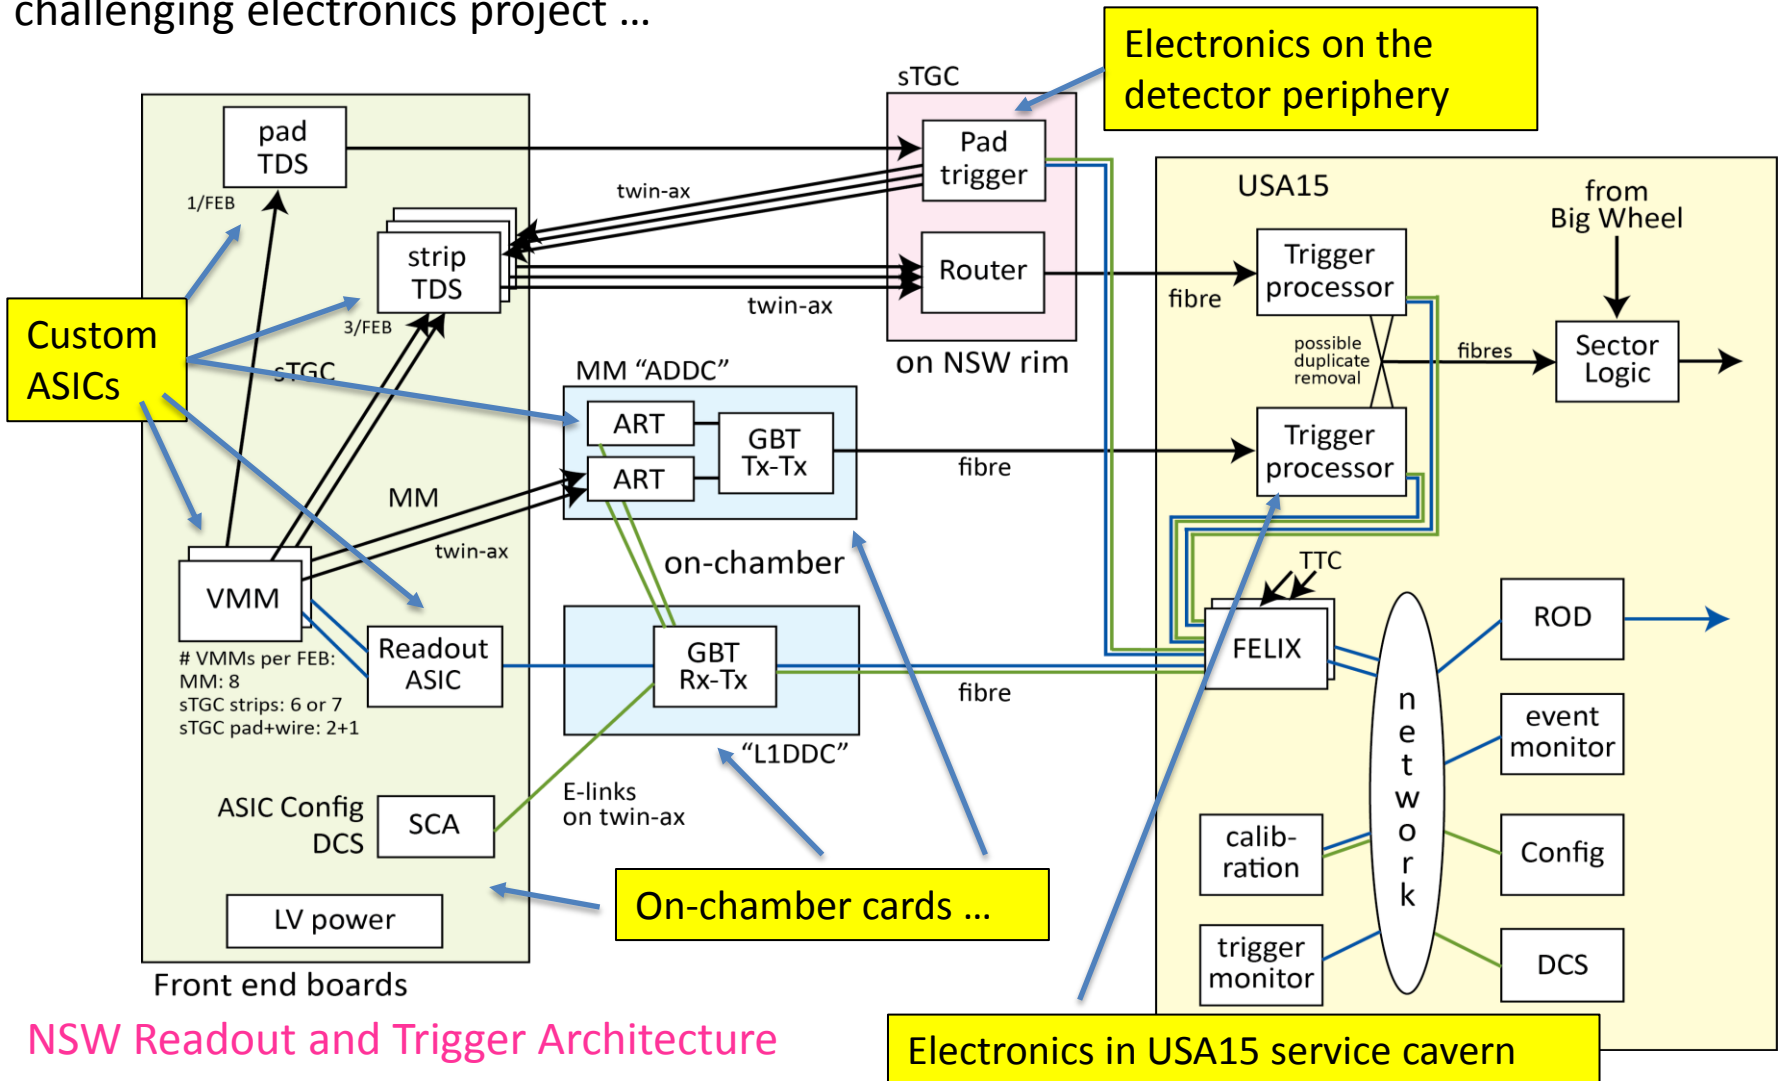 challenging electronics project ...
Electronics on the
detector periphery
sTGC
pad
TDS
Pad
trigger
1/FEB
twin-ax
USA15
from
Big Wheel
strip
TDS
Router
Trigger
processor
twin-ax
fibre
3/FEB
Custom
ASICs
sTGC
on NSW rim
possible
duplicate
removal
fibres
Sector
Logic
MM “ADDC”
ART
ART
GBT
Tx-Tx
fibre
Trigger
processor
MM
twin-ax
on-chamber
VMM
TTC
# VMMs per FEB:
MM: 8
sTGC strips: 6 or 7
sTGC pad+wire: 2+1
Readout
ASIC
GBT
Rx-Tx
fibre
“L1DDC”
FELIX
ROD
network
event
monitor
E-links
on twin-ax
ASIC Config
DCS
SCA
calib-
ration
Config
On-chamber cards ...
LV power
trigger
monitor
DCS
Front end boards
NSW Readout and Trigger Architecture
Electronics in USA15 service cavern